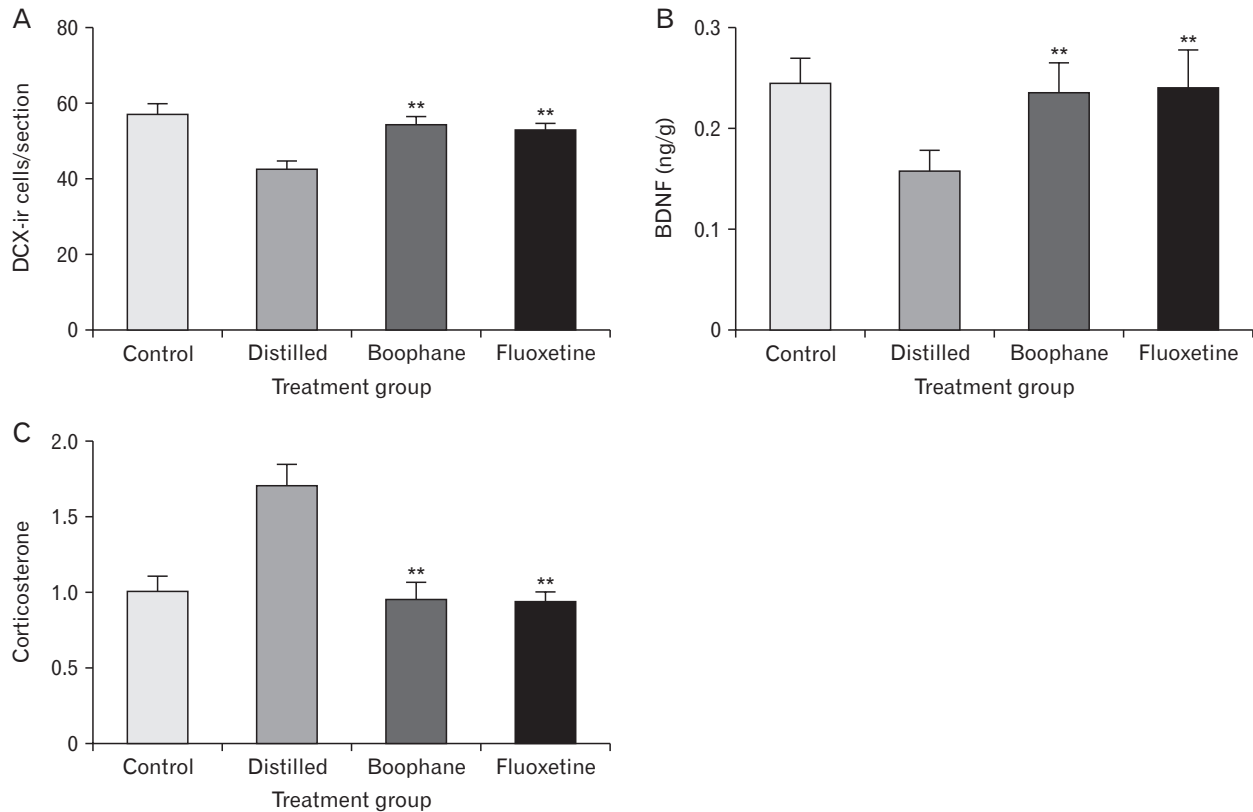 A
80
60
40
20
0
DCX-ir cells/section
**
**
Control Distilled Boophane Fluoxetine
Treatment group
B
0.3
0.2
0.1
0
BDNF (ng/g)
**
**
Control Distilled Boophane Fluoxetine
Treatment group
C
2.0
1.5
1.0
0.5
0
Corticosterone
**
**
Control Distilled Boophane Fluoxetine
Treatment group